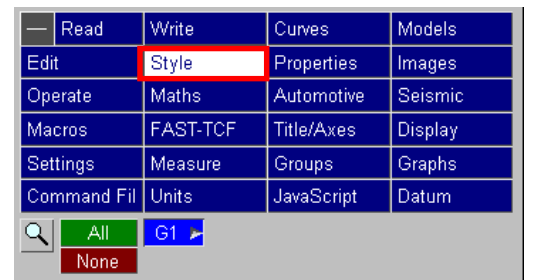 Read Write Curves Models
Edit Style Properties Images
Operate Maths Automotive Seismic
Macros FAST-TCF Title/Axes Display
Settings Measure Groups Graphs
Command Fil Units JavaScript Datum
All G1
None